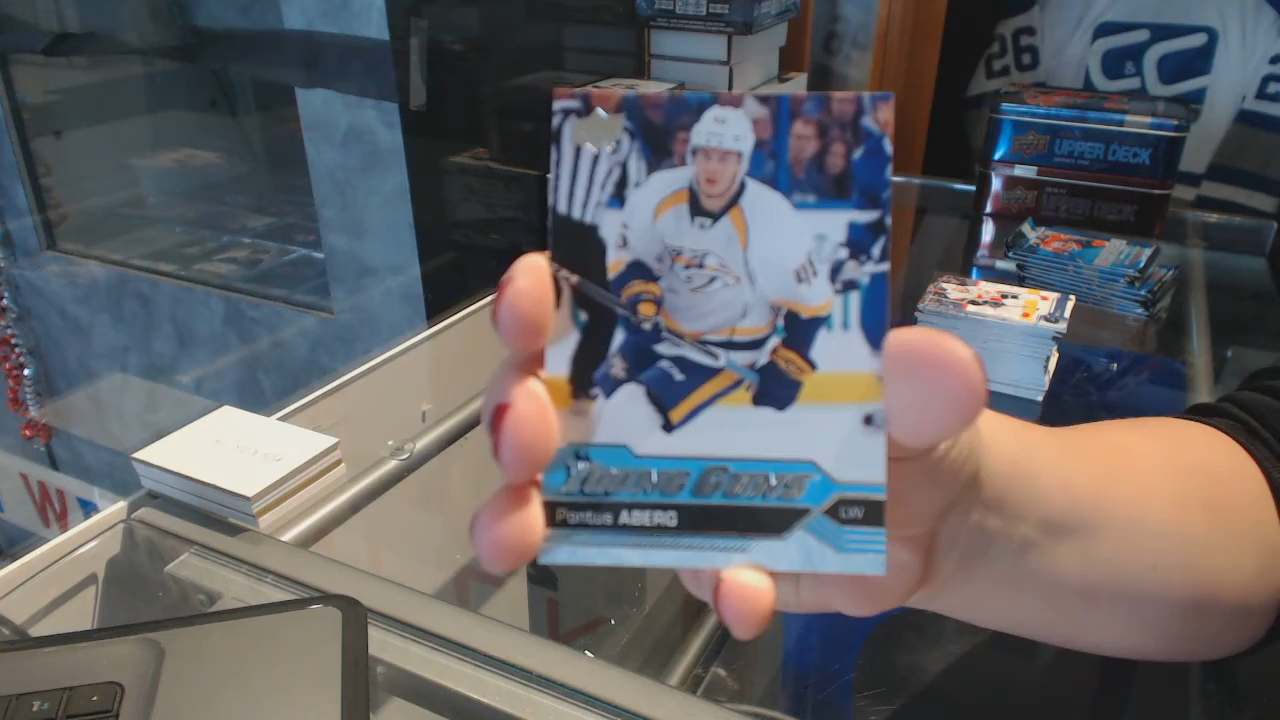 26
C&C
UPPER DECK
UPPER DECK
YOUNG GUNS
Pontus ABERG
LW
W